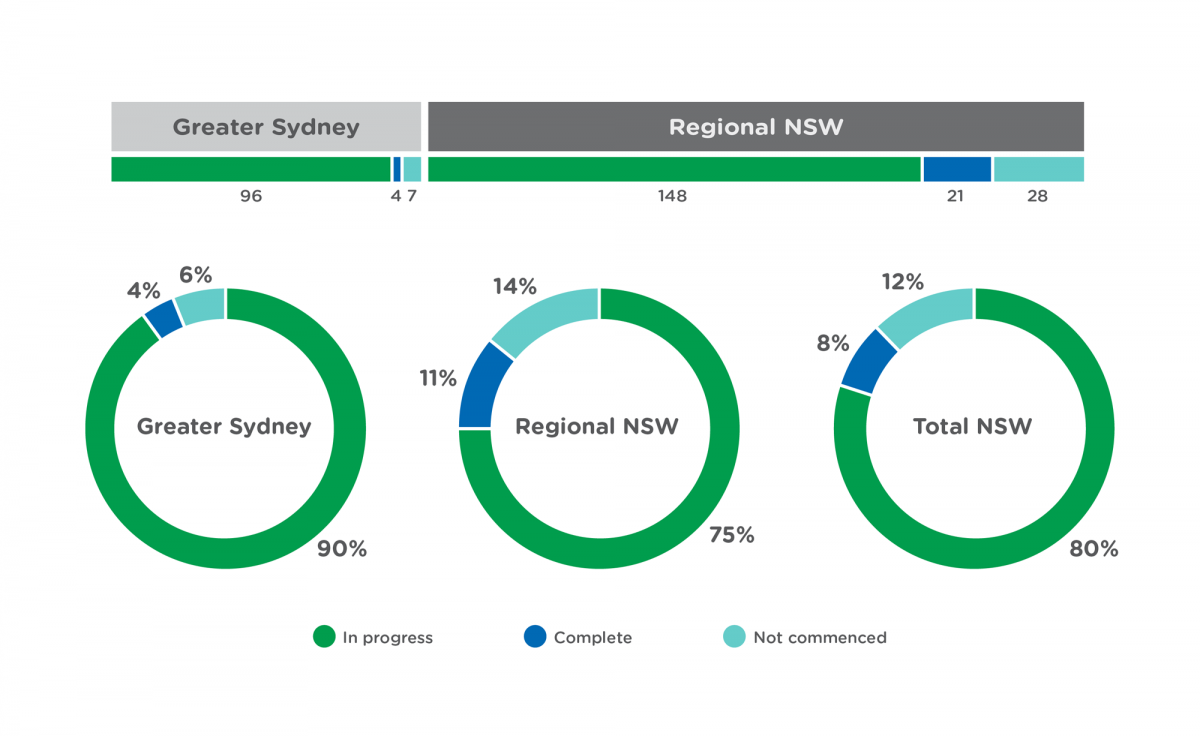 Greater Sydney
Regional NSW
96
4
7
148
21
28
4%
6%
Greater Sydney
90%
14%
11%
Regional NSW
75%
12%
8%
Total NSW
80%
In progress
Complete
Not commenced